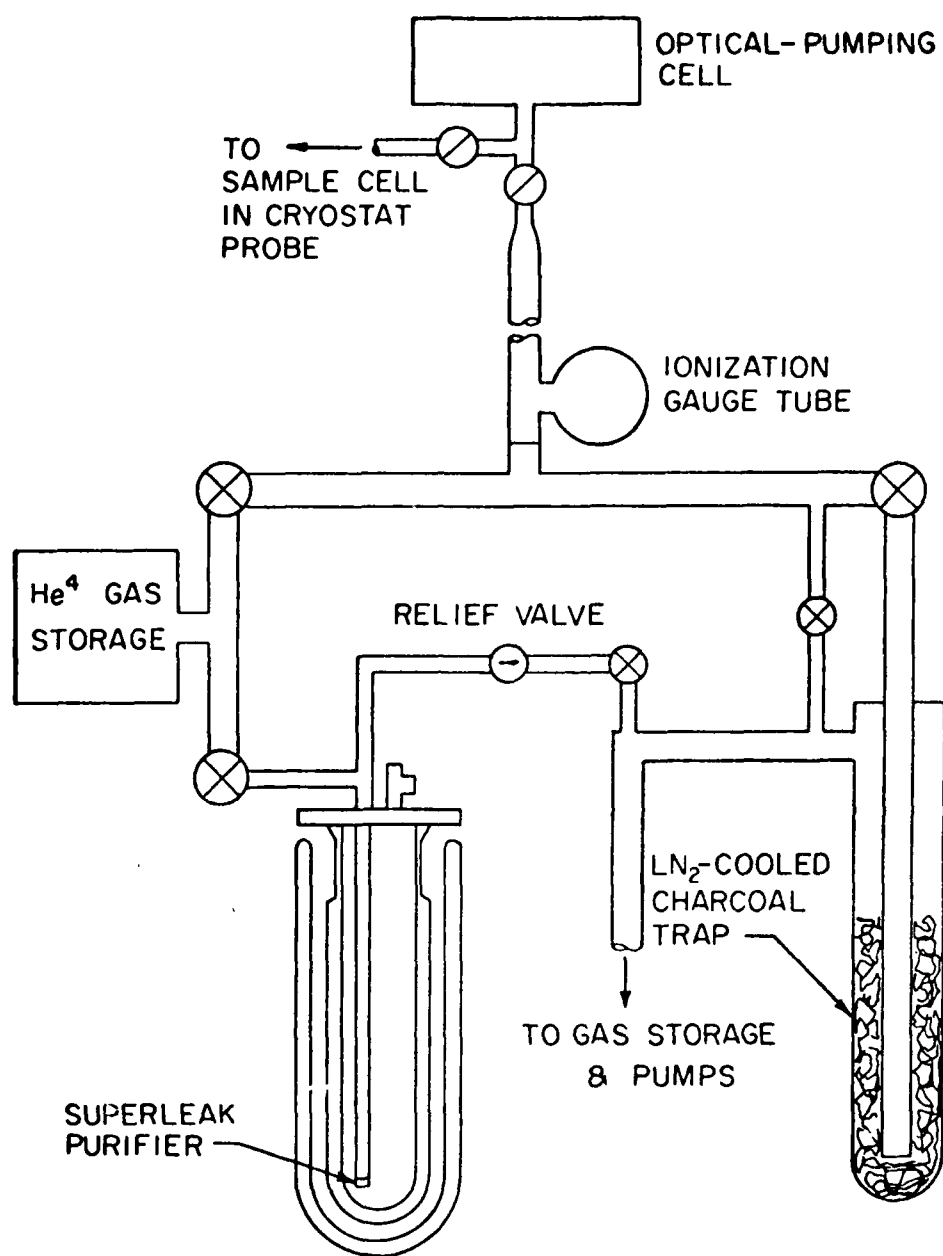 OPTICAL-PUMPING
CELL
TO
SAMPLE CELL
IN CRYOSTAT
PROBE
IONIZATION
GAUGE TUBE
He⁴ GAS
STORAGE
RELIEF VALVE
LN₂-COOLED
CHARCOAL
TRAP
TO GAS STORAGE
& PUMPS
SUPERLEAK
PURIFIER